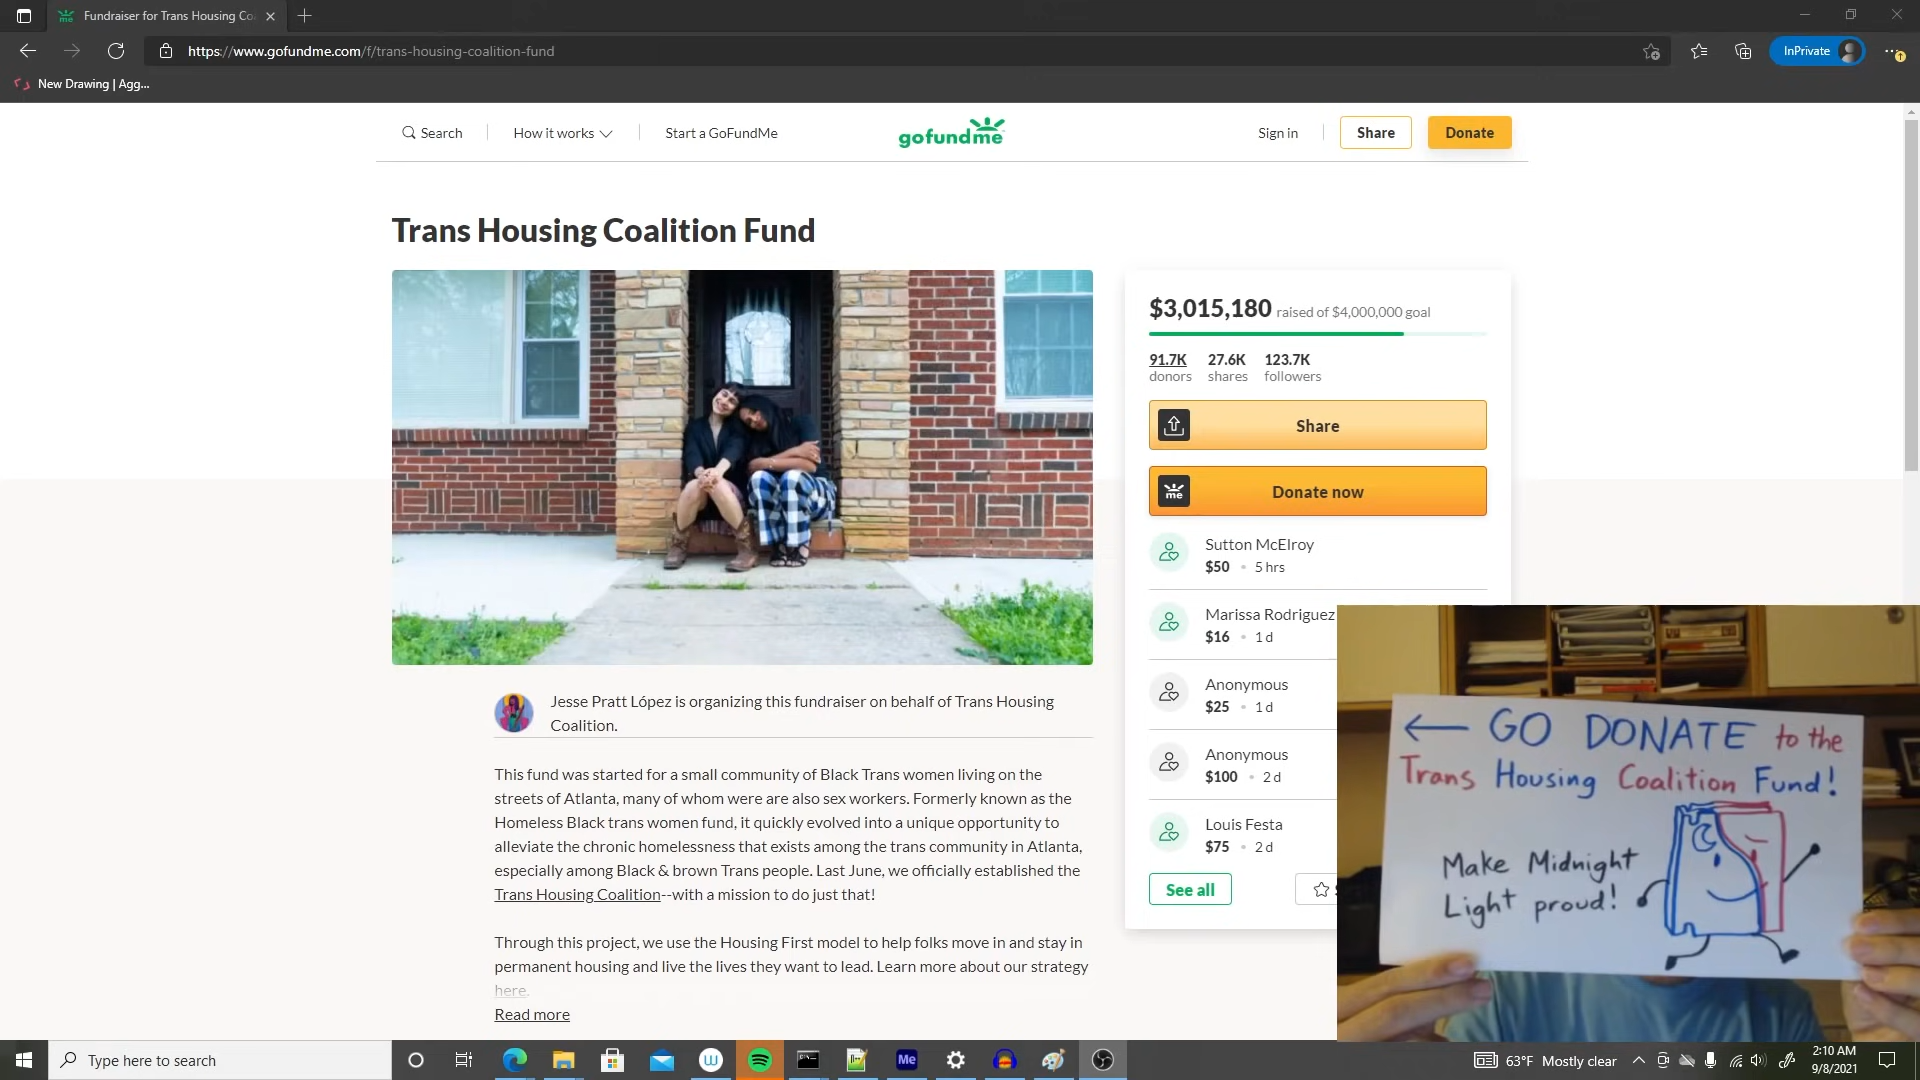 Fundraiser for Trans Housing Co
https://www.gofundme.com/f/trans-housing-coalition-fund
InPrivate
New Drawing | Agg...
Search
How it works
Start a GoFundMe
gofundme
Sign in
Share
Donate
Trans Housing Coalition Fund
$3,015,180 raised of $4,000,000 goal
91.7K 27.6K 123.7K
donors shares followers
Share
me
Donate now
Sutton McElroy
$50 • 5 hrs
Marissa Rodriguez
$16 • 1 d
Anonymous
$25 • 1 d
Anonymous
$100 • 2 d
Louis Festa
$75 • 2 d
See all
Jesse Pratt López is organizing this fundraiser on behalf of Trans Housing
Coalition.
This fund was started for a small community of Black Trans women living on the
streets of Atlanta, many of whom were are also sex workers. Formerly known as the
Homeless Black trans women fund, it quickly evolved into a unique opportunity to
alleviate the chronic homelessness that exists among the trans community in Atlanta,
especially among Black & brown Trans people. Last June, we officially established the
Trans Housing Coalition--with a mission to do just that!
Through this project, we use the Housing First model to help folks move in and stay in
permanent housing and live the lives they want to lead. Learn more about our strategy
here.
Read more
← GO DONATE to the
Trans Housing Coalition Fund!
Make Midnight
Light proud!
Type here to search
W
Me
63°F Mostly clear
2:10 AM
9/8/2021